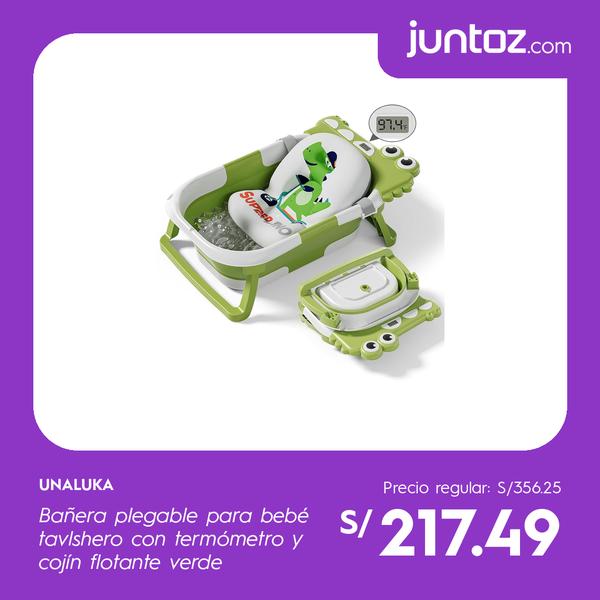 juntoz.com
97.4
UNALUKA
Bañera plegable para bebé
tavlshero con termómetro y
cojín flotante verde
Precio regular: S/356.25
S/217.49